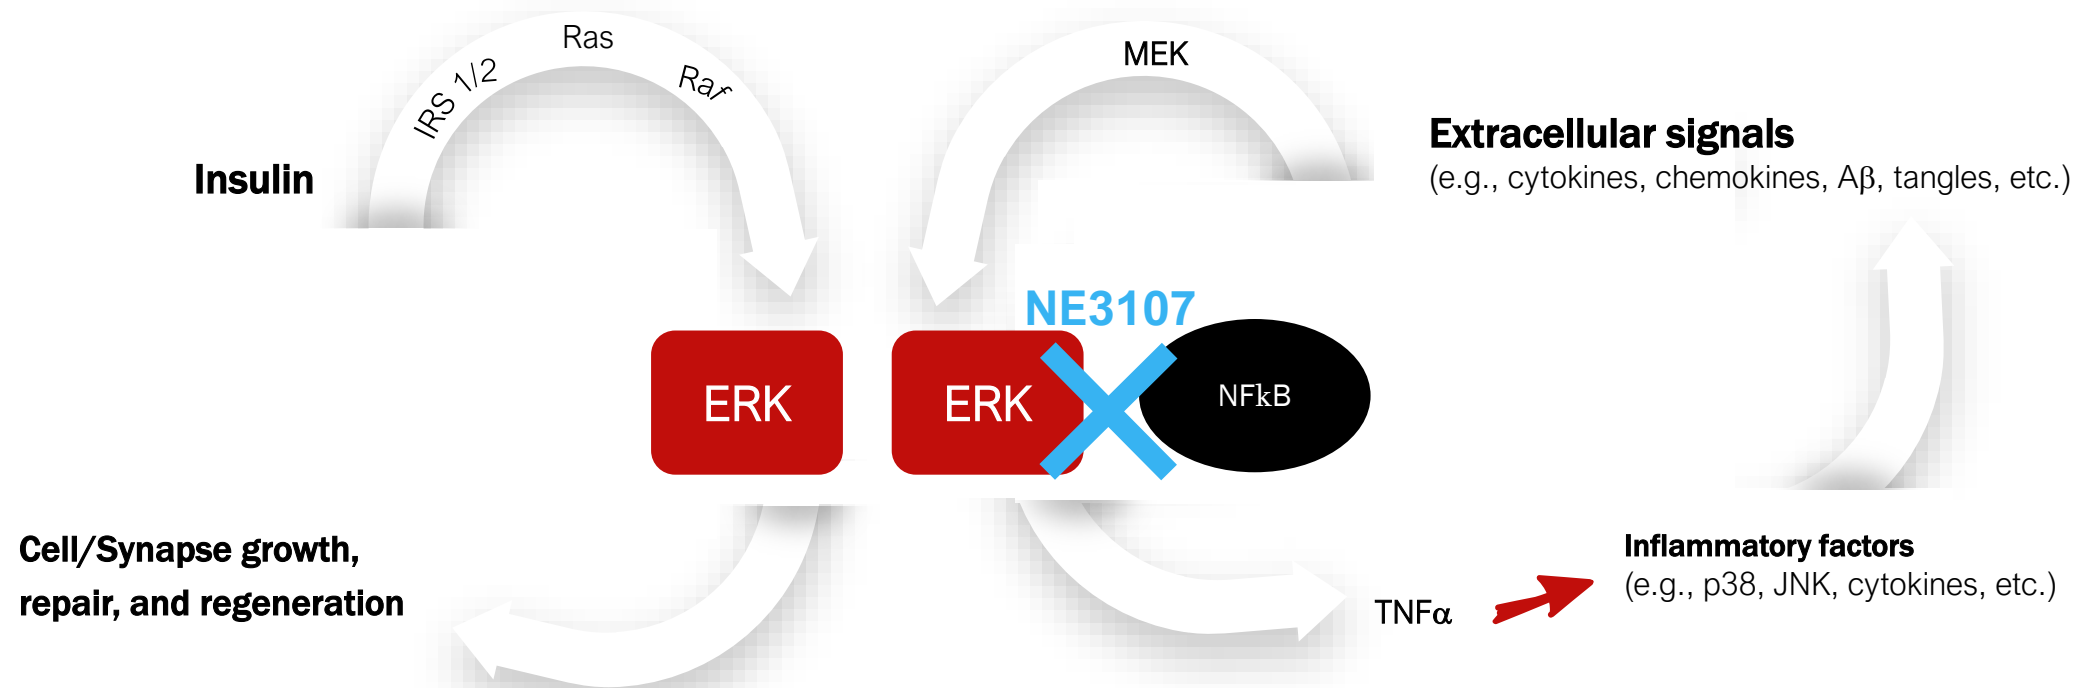 Ras
MEK
IRS 1/2
Raf
Insulin
Extracellular signals
(e.g., cytokines, chemokines, Aβ, tangles, etc.)
NE3107
ERK
ERK
NFkB
Cell/Synapse growth,
repair, and regeneration
TNFα
Inflammatory factors
(e.g., p38, JNK, cytokines, etc.)